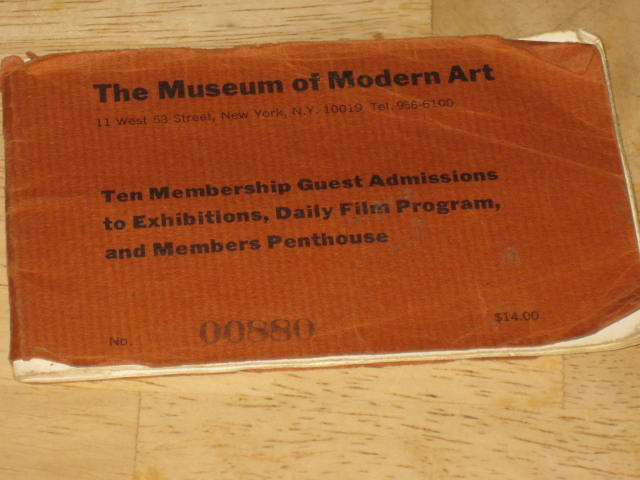 The Museum of Modern Art
11 West 53 Street, New York, N.Y. 10019 Tel. 956-6100
Ten Membership Guest Admissions
to Exhibitions, Daily Film Program,
and Members Penthouse
No. 00880 $14.00